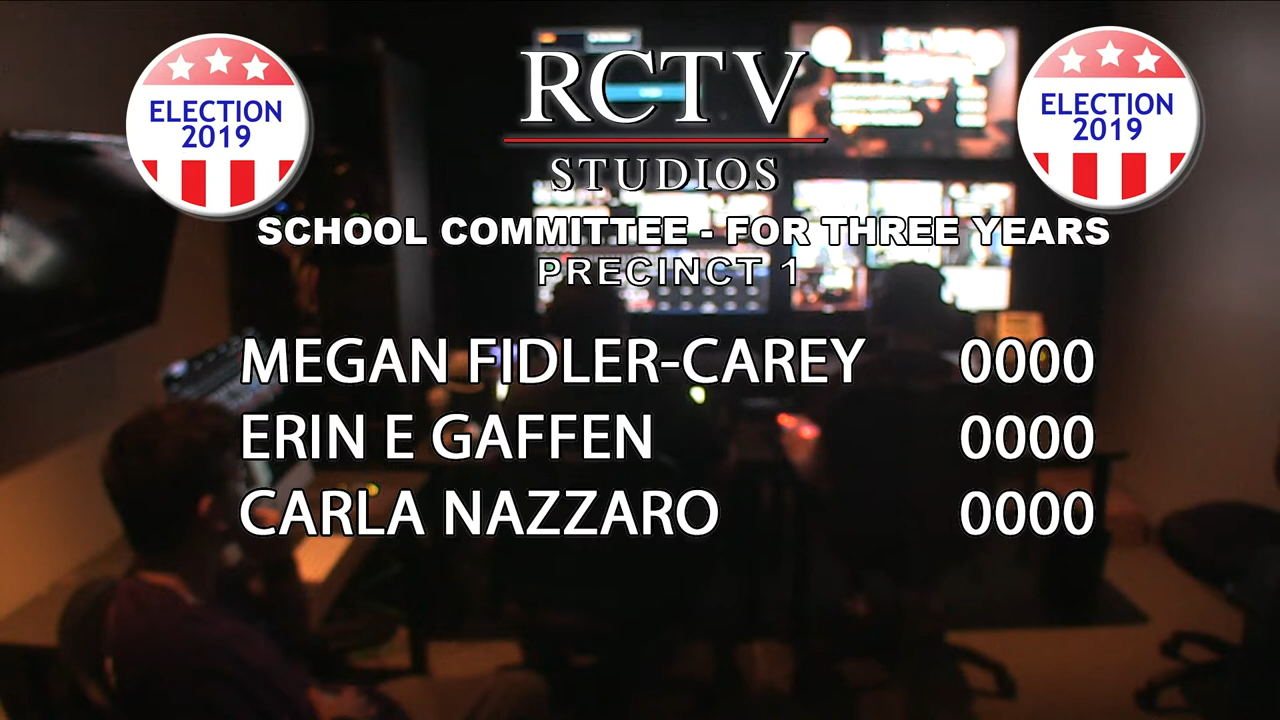 ELECTION
2019
RCTV
STUDIOS
ELECTION
2019
SCHOOL COMMITTEE - FOR THREE YEARS
PRECINCT 1
MEGAN FIDLER-CAREY 0000
ERIN E GAFFEN 0000
CARLA NAZZARO 0000